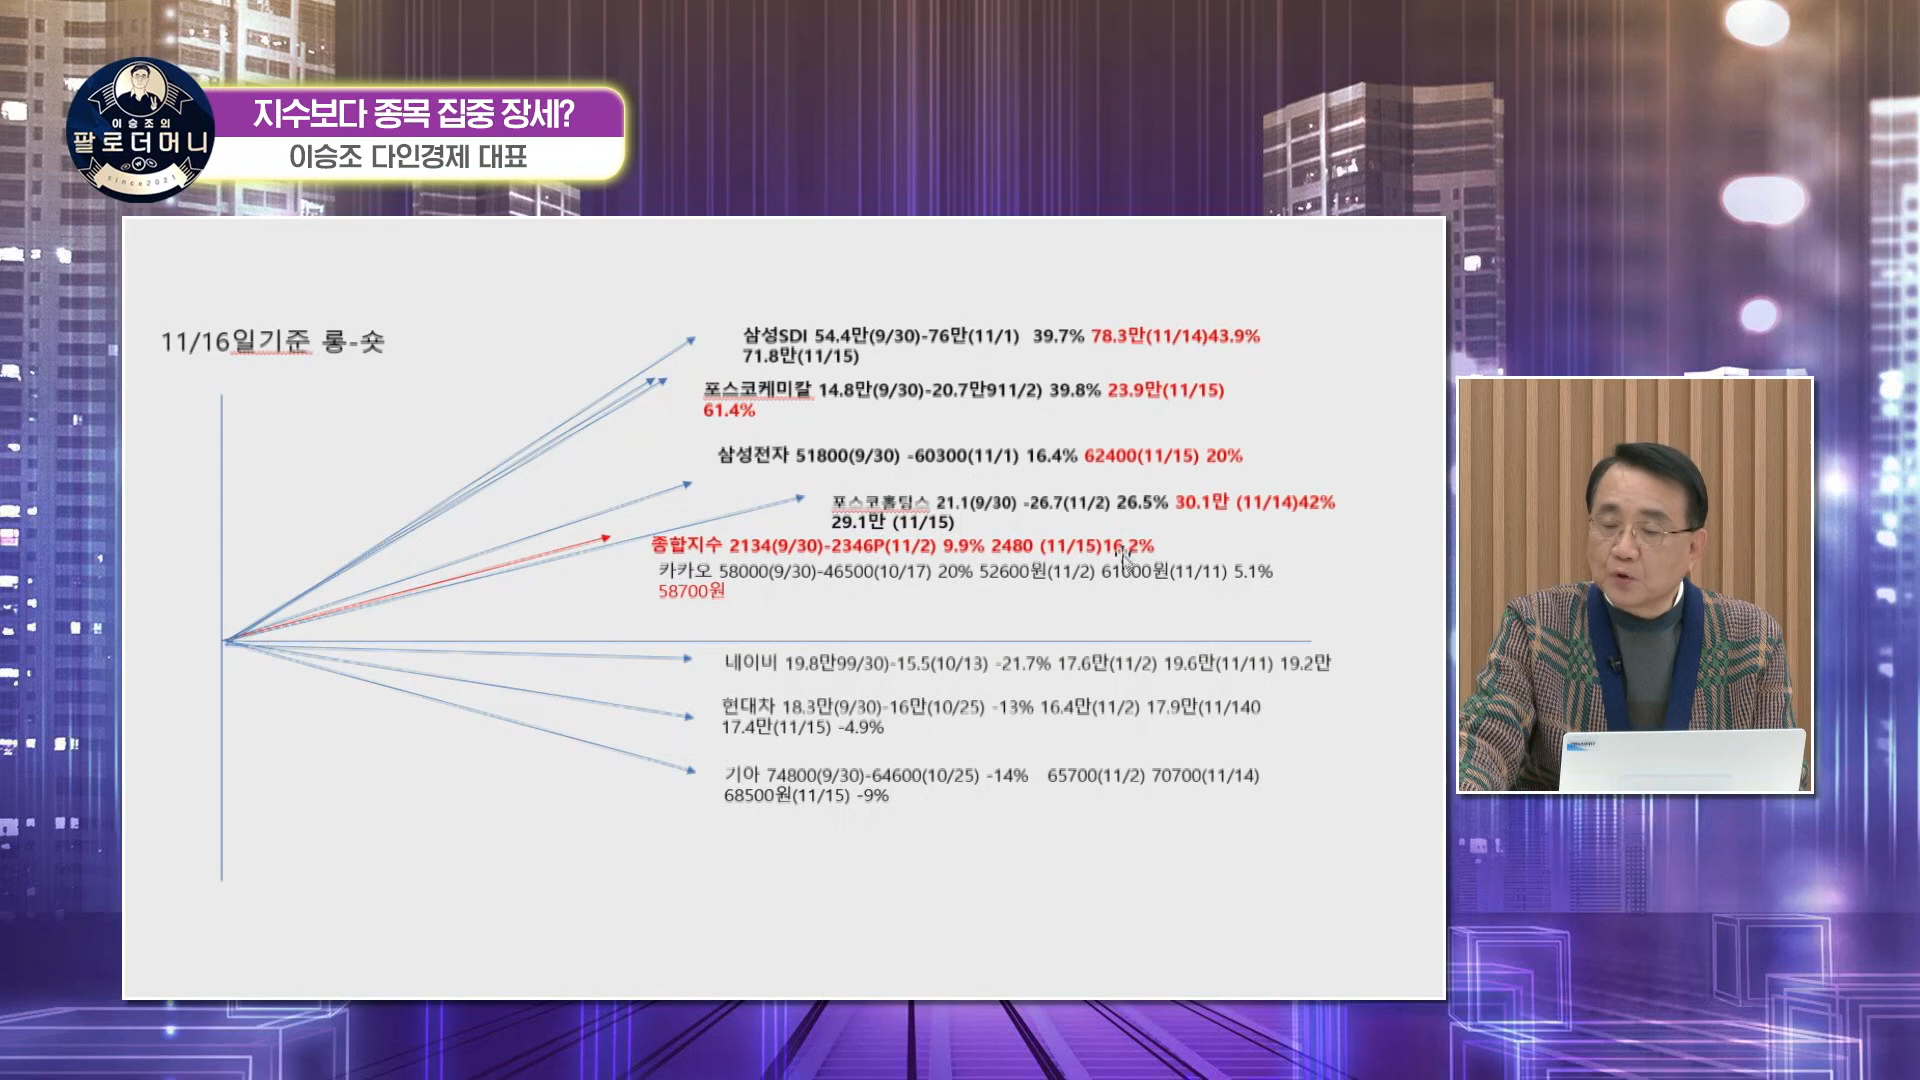 지수보다 종목 집중 장세?
이승조 다인경제 대표
이승조의
팔로더머니
since2021
11/16일기준 롱-숏
삼성SDI 54.4만(9/30)-76만(11/1) 39.7% 78.3만(11/14)43.9%
71.8만(11/15)
포스코케미칼 14.8만(9/30)-20.7만911/2) 39.8% 23.9만(11/15)
61.4%
삼성전자 51800(9/30) -60300(11/1) 16.4% 62400(11/15) 20%
포스코홀딩스 21.1(9/30) -26.7(11/2) 26.5% 30.1만 (11/14)42%
29.1만 (11/15)
종합지수 2134(9/30)-2346P(11/2) 9.9% 2480 (11/15)16.2%
카카오 58000(9/30)-46500(10/17) 20% 52600원(11/2) 61000원(11/11) 5.1%
58700원
네이비 19.8만99/30)-15.5(10/13) -21.7% 17.6만(11/2) 19.6만(11/11) 19.2만
현대차 18.3만(9/30)-16만(10/25) -13% 16.4만(11/2) 17.9만(11/140
17.4만(11/15) -4.9%
기아 74800(9/30)-64600(10/25) -14% 65700(11/2) 70700(11/14)
68500원(11/15) -9%